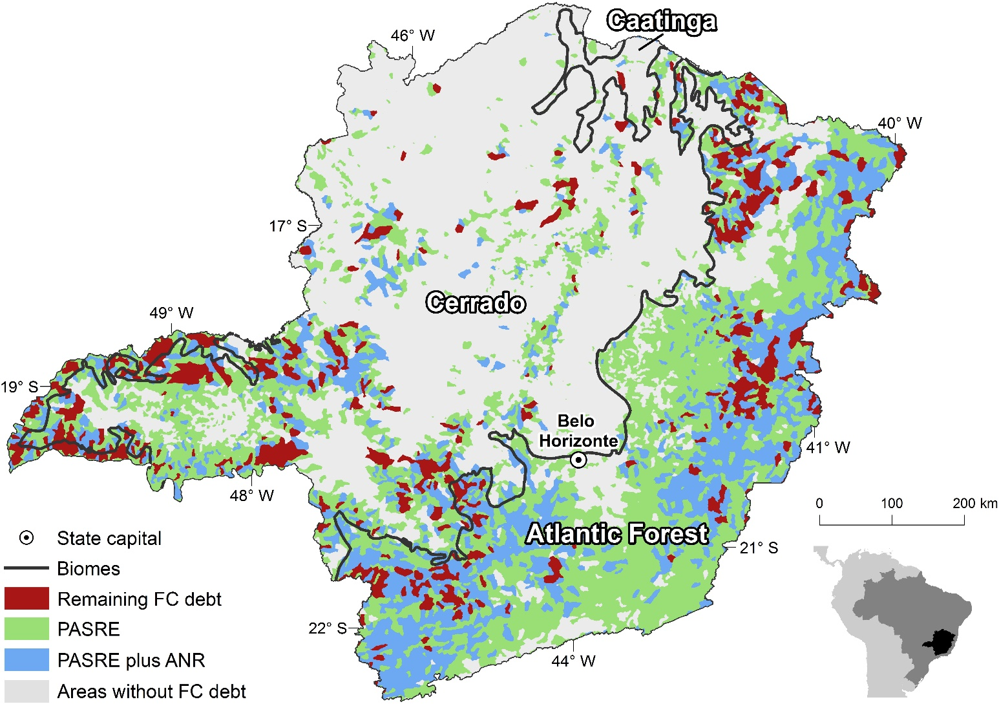 Caatinga
46° W
40° W
17° S
Cerrado
49° W
19° S
Belo
Horizonte
41° W
48° W
0 100 200 km
State capital
Atlantic Forest
21° S
Biomes
Remaining FC debt
PASRE
22° S
PASRE plus ANR
44° W
Areas without FC debt